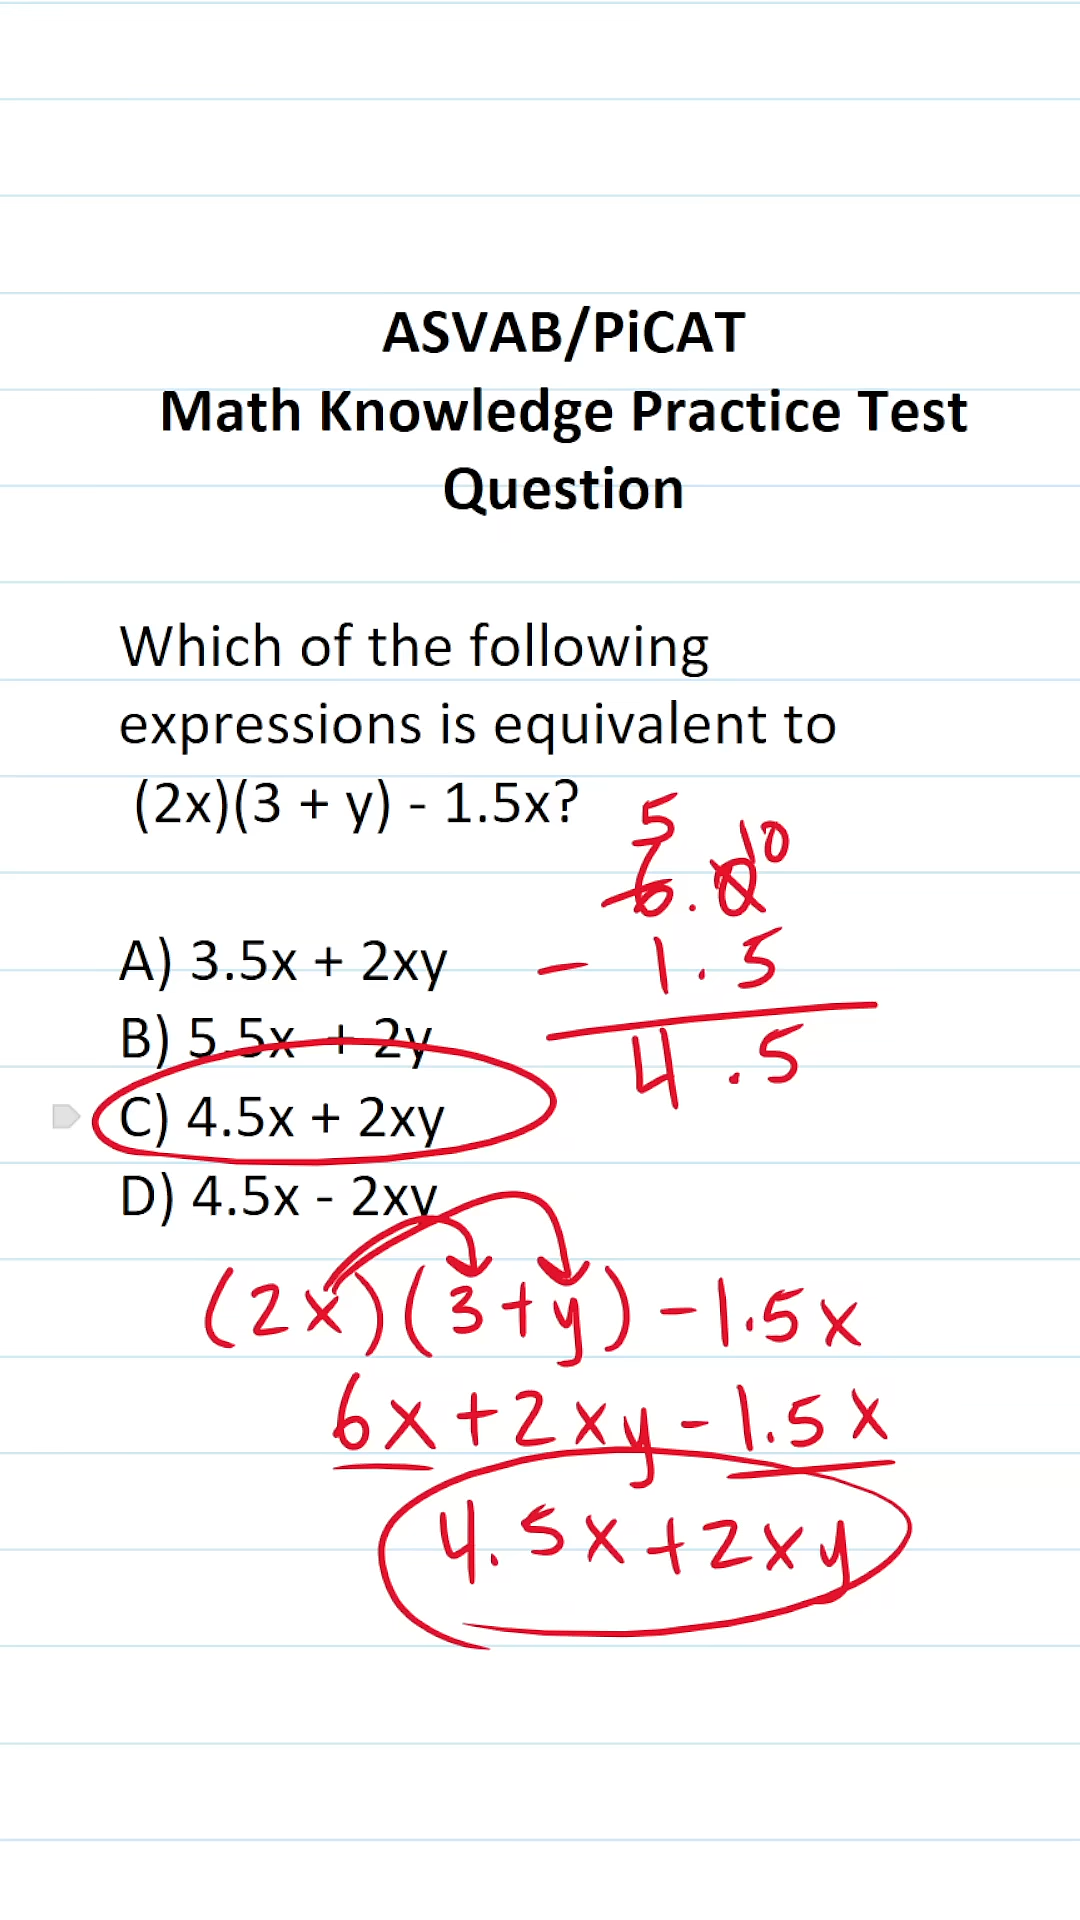 ASVAB/PiCAT
Math Knowledge Practice Test
Question
Which of the following
expressions is equivalent to
(2x)(3 + y) - 1.5x?
5 10
6.0
- 1.5
4.5
A) 3.5x + 2xy
B) 5.5x + 2y
C) 4.5x + 2xy
D) 4.5x - 2xy
(2x)(3+y)-1.5x
6x+2xy-1.5x
4.5x+2xy